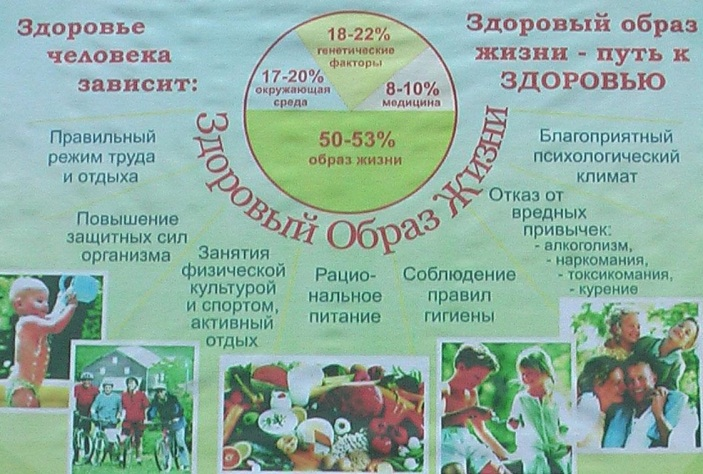 Здоровье
человека
зависит:
18-22%
генетические
факторы
17-20%
окружающая
среда
8-10%
медицина
50-53%
образ жизни
Здоровый образ
жизни - путь к
ЗДОРОВЬЮ
Здоровый Образ Жизни
Правильный
режим труда
и отдыха
Повышение
защитных сил
организма
Занятия
физической
культурой
и спортом,
активный
отдых
Рацио-
нальное
питание
Соблюдение
правил
гигиены
Отказ от
вредных
привычек:
- алкоголизм,
- наркомания,
- токсикомания,
- курение
Благоприятный
психологический
климат